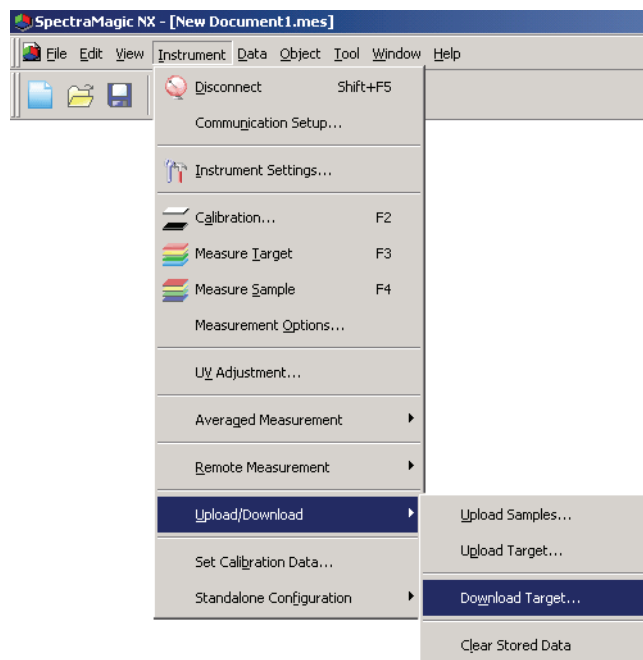 SpectraMagic NX - [New Document1.mes]
File Edit View Instrument Data Object Tool Window Help
Disconnect Shift+F5
Communication Setup...
Instrument Settings...
Calibration... F2
Measure Target F3
Measure Sample F4
Measurement Options...
UV Adjustment...
Averaged Measurement
Remote Measurement
Upload/Download
Upload Samples...
Upload Target...
Set Calibration Data...
Standalone Configuration
Download Target...
Clear Stored Data